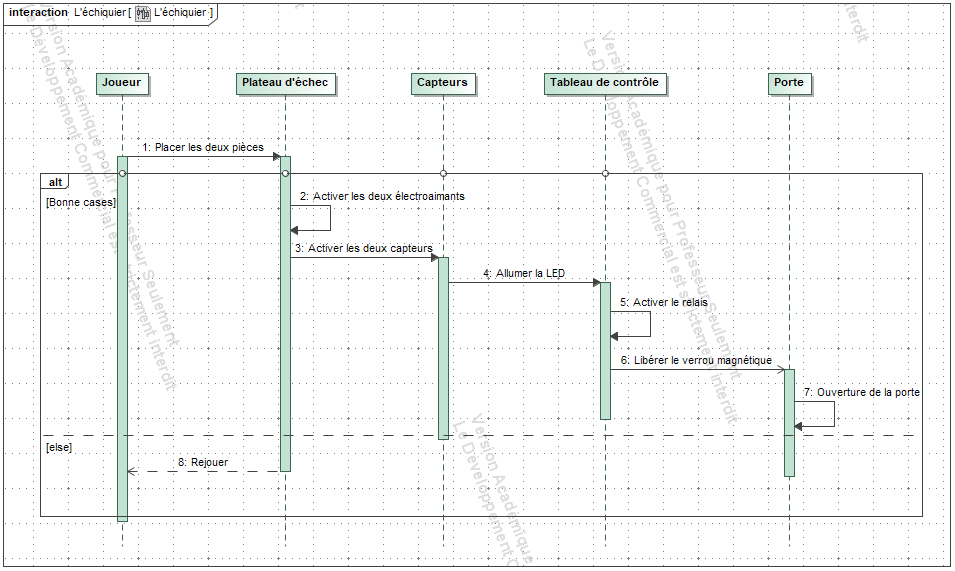 interaction L'échiquier [ L'échiquier ]
Joueur
Plateau d'échec
Capteurs
Tableau de contrôle
Porte
1: Placer les deux pièces
alt
[Bonne cases]
2: Activer les deux électroaimants
3: Activer les deux capteurs
4: Allumer la LED
5: Activer le relais
6: Libérer le verrou magnétique
7: Ouverture de la porte
[else]
8: Rejouer
Version Académique pour Professeur Seulement
Le Développement Commercial est strictement interdit
Version Académique pour Professeur Seulement
Le Développement Commercial est strictement interdit
Version Académique
Le Développement
interdit